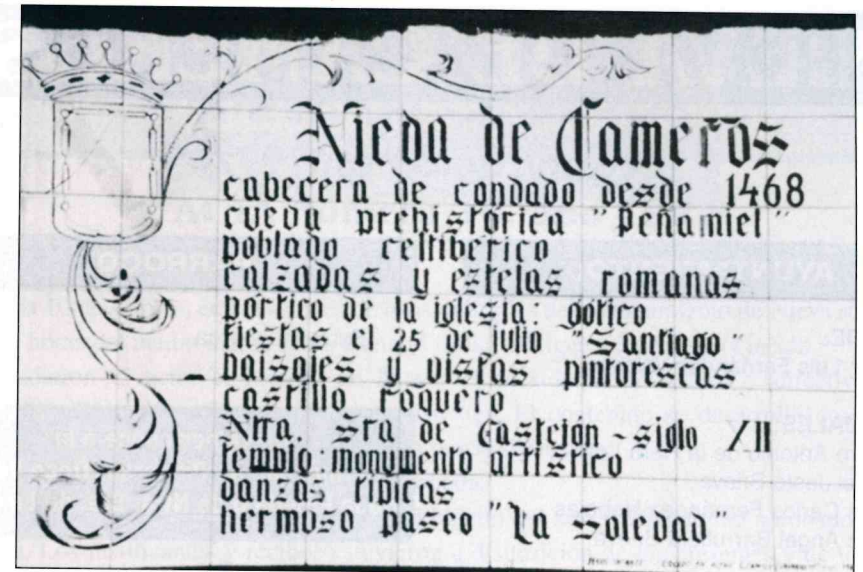 Nieva de Cameros
cabecera de condado desde 1468
cueva prehistórica "Peñamiel"
poblado celtibérico
calzadas y estelas romanas
pórtico de la iglesia: gótico
fiestas el 25 de julio "Santiago"
paisajes y vistas pintorescas
castillo roquero
Ntra. Sra de Castejón - siglo
templo monumento artístico
danzas típicas
hermoso paseo "la Soledad"